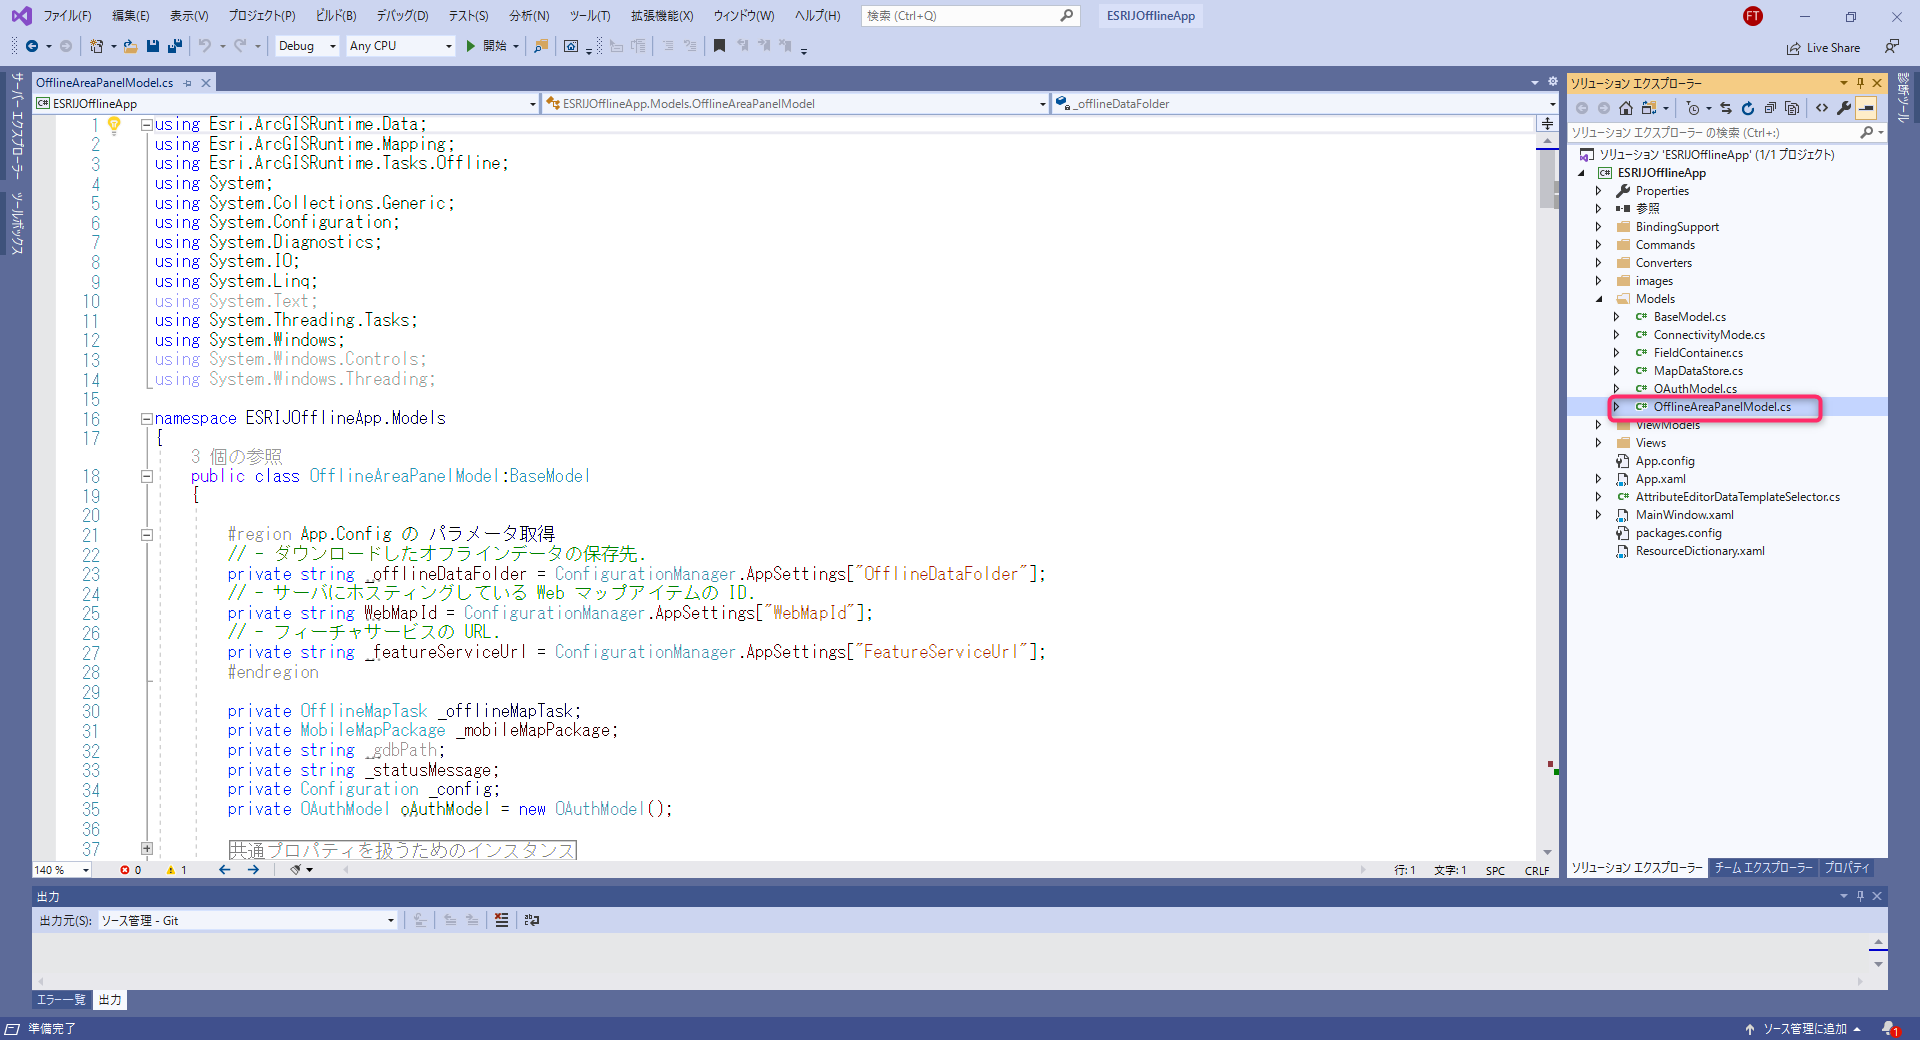 ファイル(F) 編集(E) 表示(V) プロジェクト(P) ビルド(B) デバッグ(D) テスト(S) 分析(N) ツール(T) 拡張機能(X) ウィンドウ(W) ヘルプ(H) 検索 (Ctrl+Q) ESRIJOfflineApp FT
Debug Any CPU 開始 Live Share
サーバー エクスプローラー
ツールボックス
OfflineAreaPanelModel.cs
ESRIJOfflineApp ESRIJOfflineApp.Models.OfflineAreaPanelModel _offlineDataFolder
1 using Esri.ArcGISRuntime.Data;
2 using Esri.ArcGISRuntime.Mapping;
3 using Esri.ArcGISRuntime.Tasks.Offline;
4 using System;
5 using System.Collections.Generic;
6 using System.Configuration;
7 using System.Diagnostics;
8 using System.IO;
9 using System.Linq;
10 using System.Text;
11 using System.Threading.Tasks;
12 using System.Windows;
13 using System.Windows.Controls;
14 using System.Windows.Threading;
15
16 namespace ESRIJOfflineApp.Models
17 {
3 個の参照
18 public class OfflineAreaPanelModel:BaseModel
19 {
20
21 #region App.Config の パラメータ取得
22 // - ダウンロードしたオフラインデータの保存先.
23 private string _offlineDataFolder = ConfigurationManager.AppSettings["OfflineDataFolder"];
24 // - サーバにホスティングしている Web マップアイテムの ID.
25 private string WebMapId = ConfigurationManager.AppSettings["WebMapId"];
26 // - フィーチャサービスの URL.
27 private string _featureServiceUrl = ConfigurationManager.AppSettings["FeatureServiceUrl"];
28 #endregion
29
30 private OfflineMapTask _offlineMapTask;
31 private MobileMapPackage _mobileMapPackage;
32 private string _gdbPath;
33 private string _statusMessage;
34 private Configuration _config;
35 private OAuthModel oAuthModel = new OAuthModel();
36
37 共通プロパティを扱うためのインスタンス
140 % 0 1 行: 1 文字: 1 SPC CRLF
ソリューション エクスプローラー
ソリューション エクスプローラー の検索 (Ctrl+:)
ソリューション 'ESRIJOfflineApp' (1/1 プロジェクト)
ESRIJOfflineApp
Properties
参照
BindingSupport
Commands
Converters
images
Models
BaseModel.cs
ConnectivityMode.cs
FieldContainer.cs
MapDataStore.cs
OAuthModel.cs
OfflineAreaPanelModel.cs
ViewModels
Views
App.config
App.xaml
AttributeEditorDataTemplateSelector.cs
MainWindow.xaml
packages.config
ResourceDictionary.xaml
ソリューション エクスプローラー チーム エクスプローラー プロパティ
診断ツール
出力
出力元(S): ソース管理 - Git
エラー一覧 出力
準備完了 ソース管理に追加 1